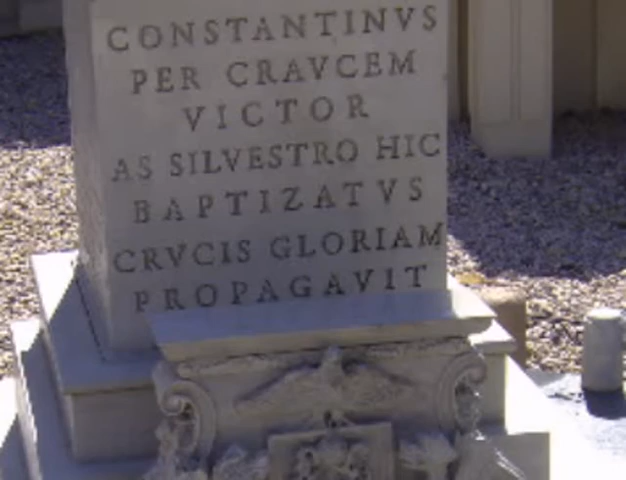 CONSTANTINVS
PER CRAVCEM
VICTOR
AS SILVESTRO HIC
BAPTIZATVS
CRVCIS GLORIAM
PROPAGAVIT